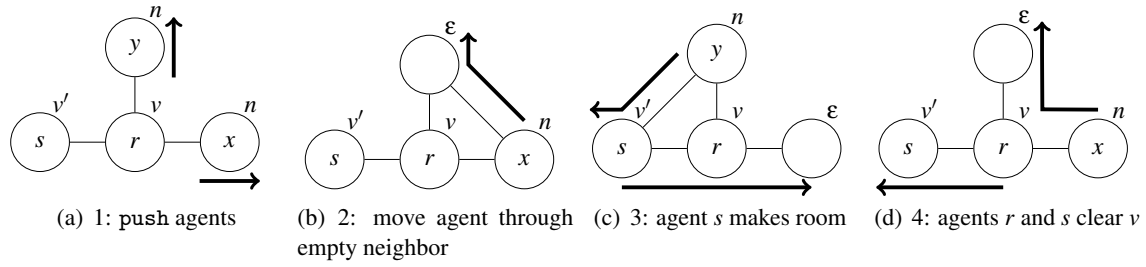 n
y
v′
v
n
s
r
x
ε
v′
v
n
s
r
x
n
y
v′
v
ε
s
r
ε
v′
v
n
s
r
x
(a) 1: push agents
(b) 2: move agent through
empty neighbor
(c) 3: agent s makes room
(d) 4: agents r and s clear v